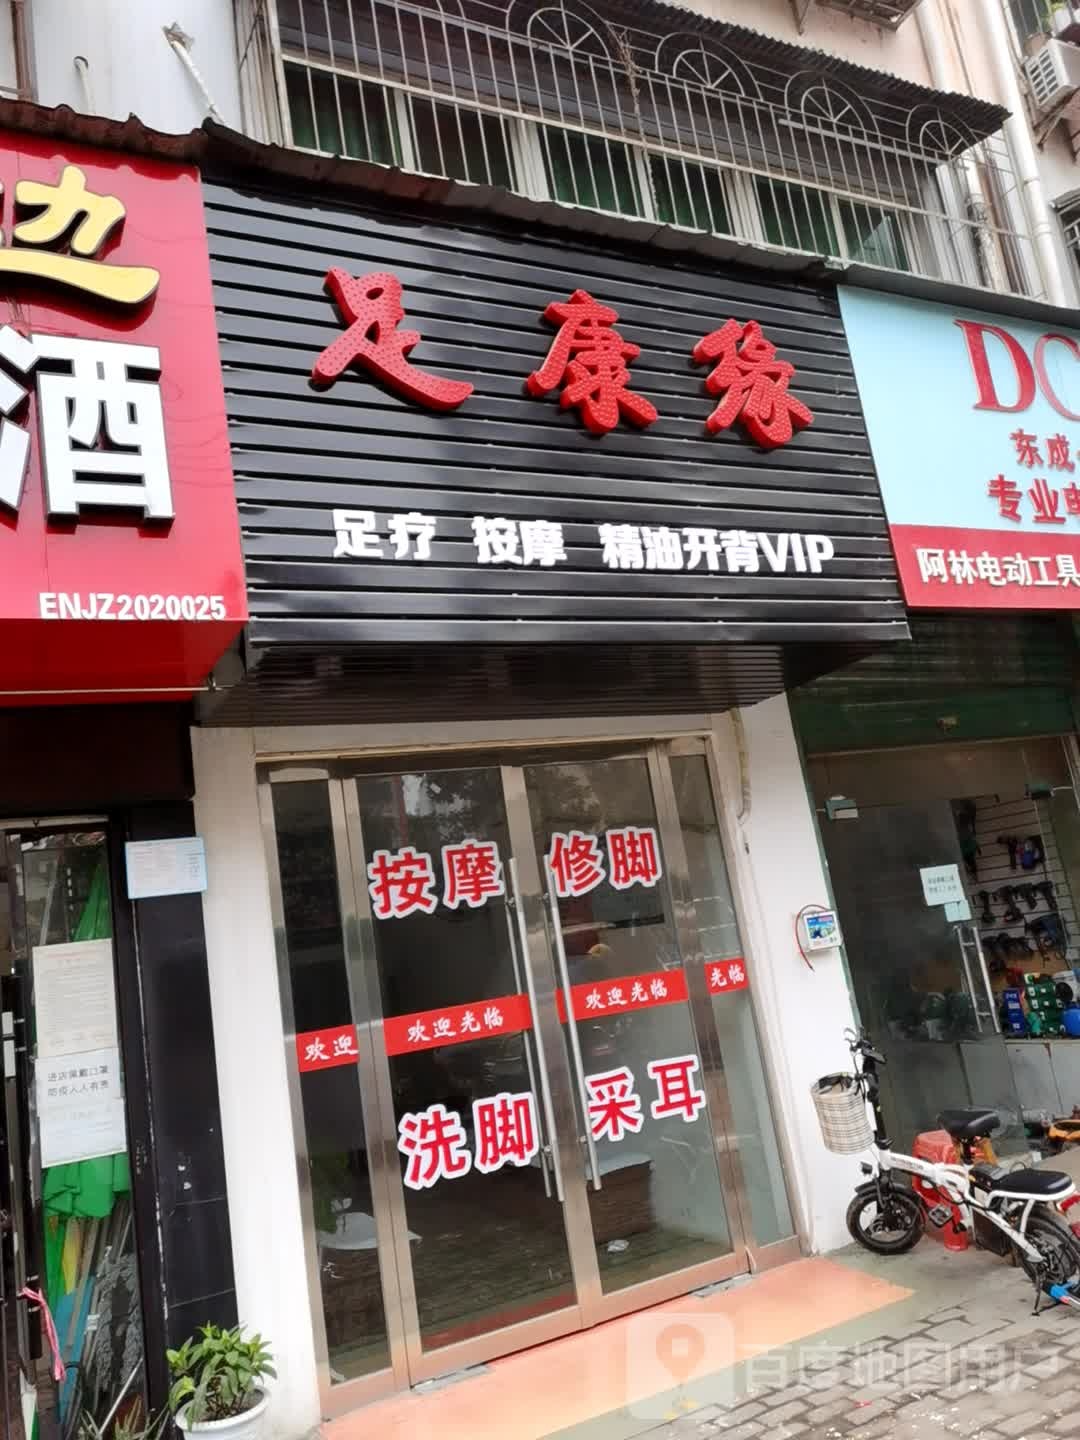 酒
ENJZ2020025
足康缘
足疗 按摩 精油开背VIP
DC
东成
专业电
阿林电动工具
按摩 修脚
欢迎 欢迎光临 欢迎光临 光临
洗脚 采耳
进店佩戴口罩
防疫人人有责
百度地图用户